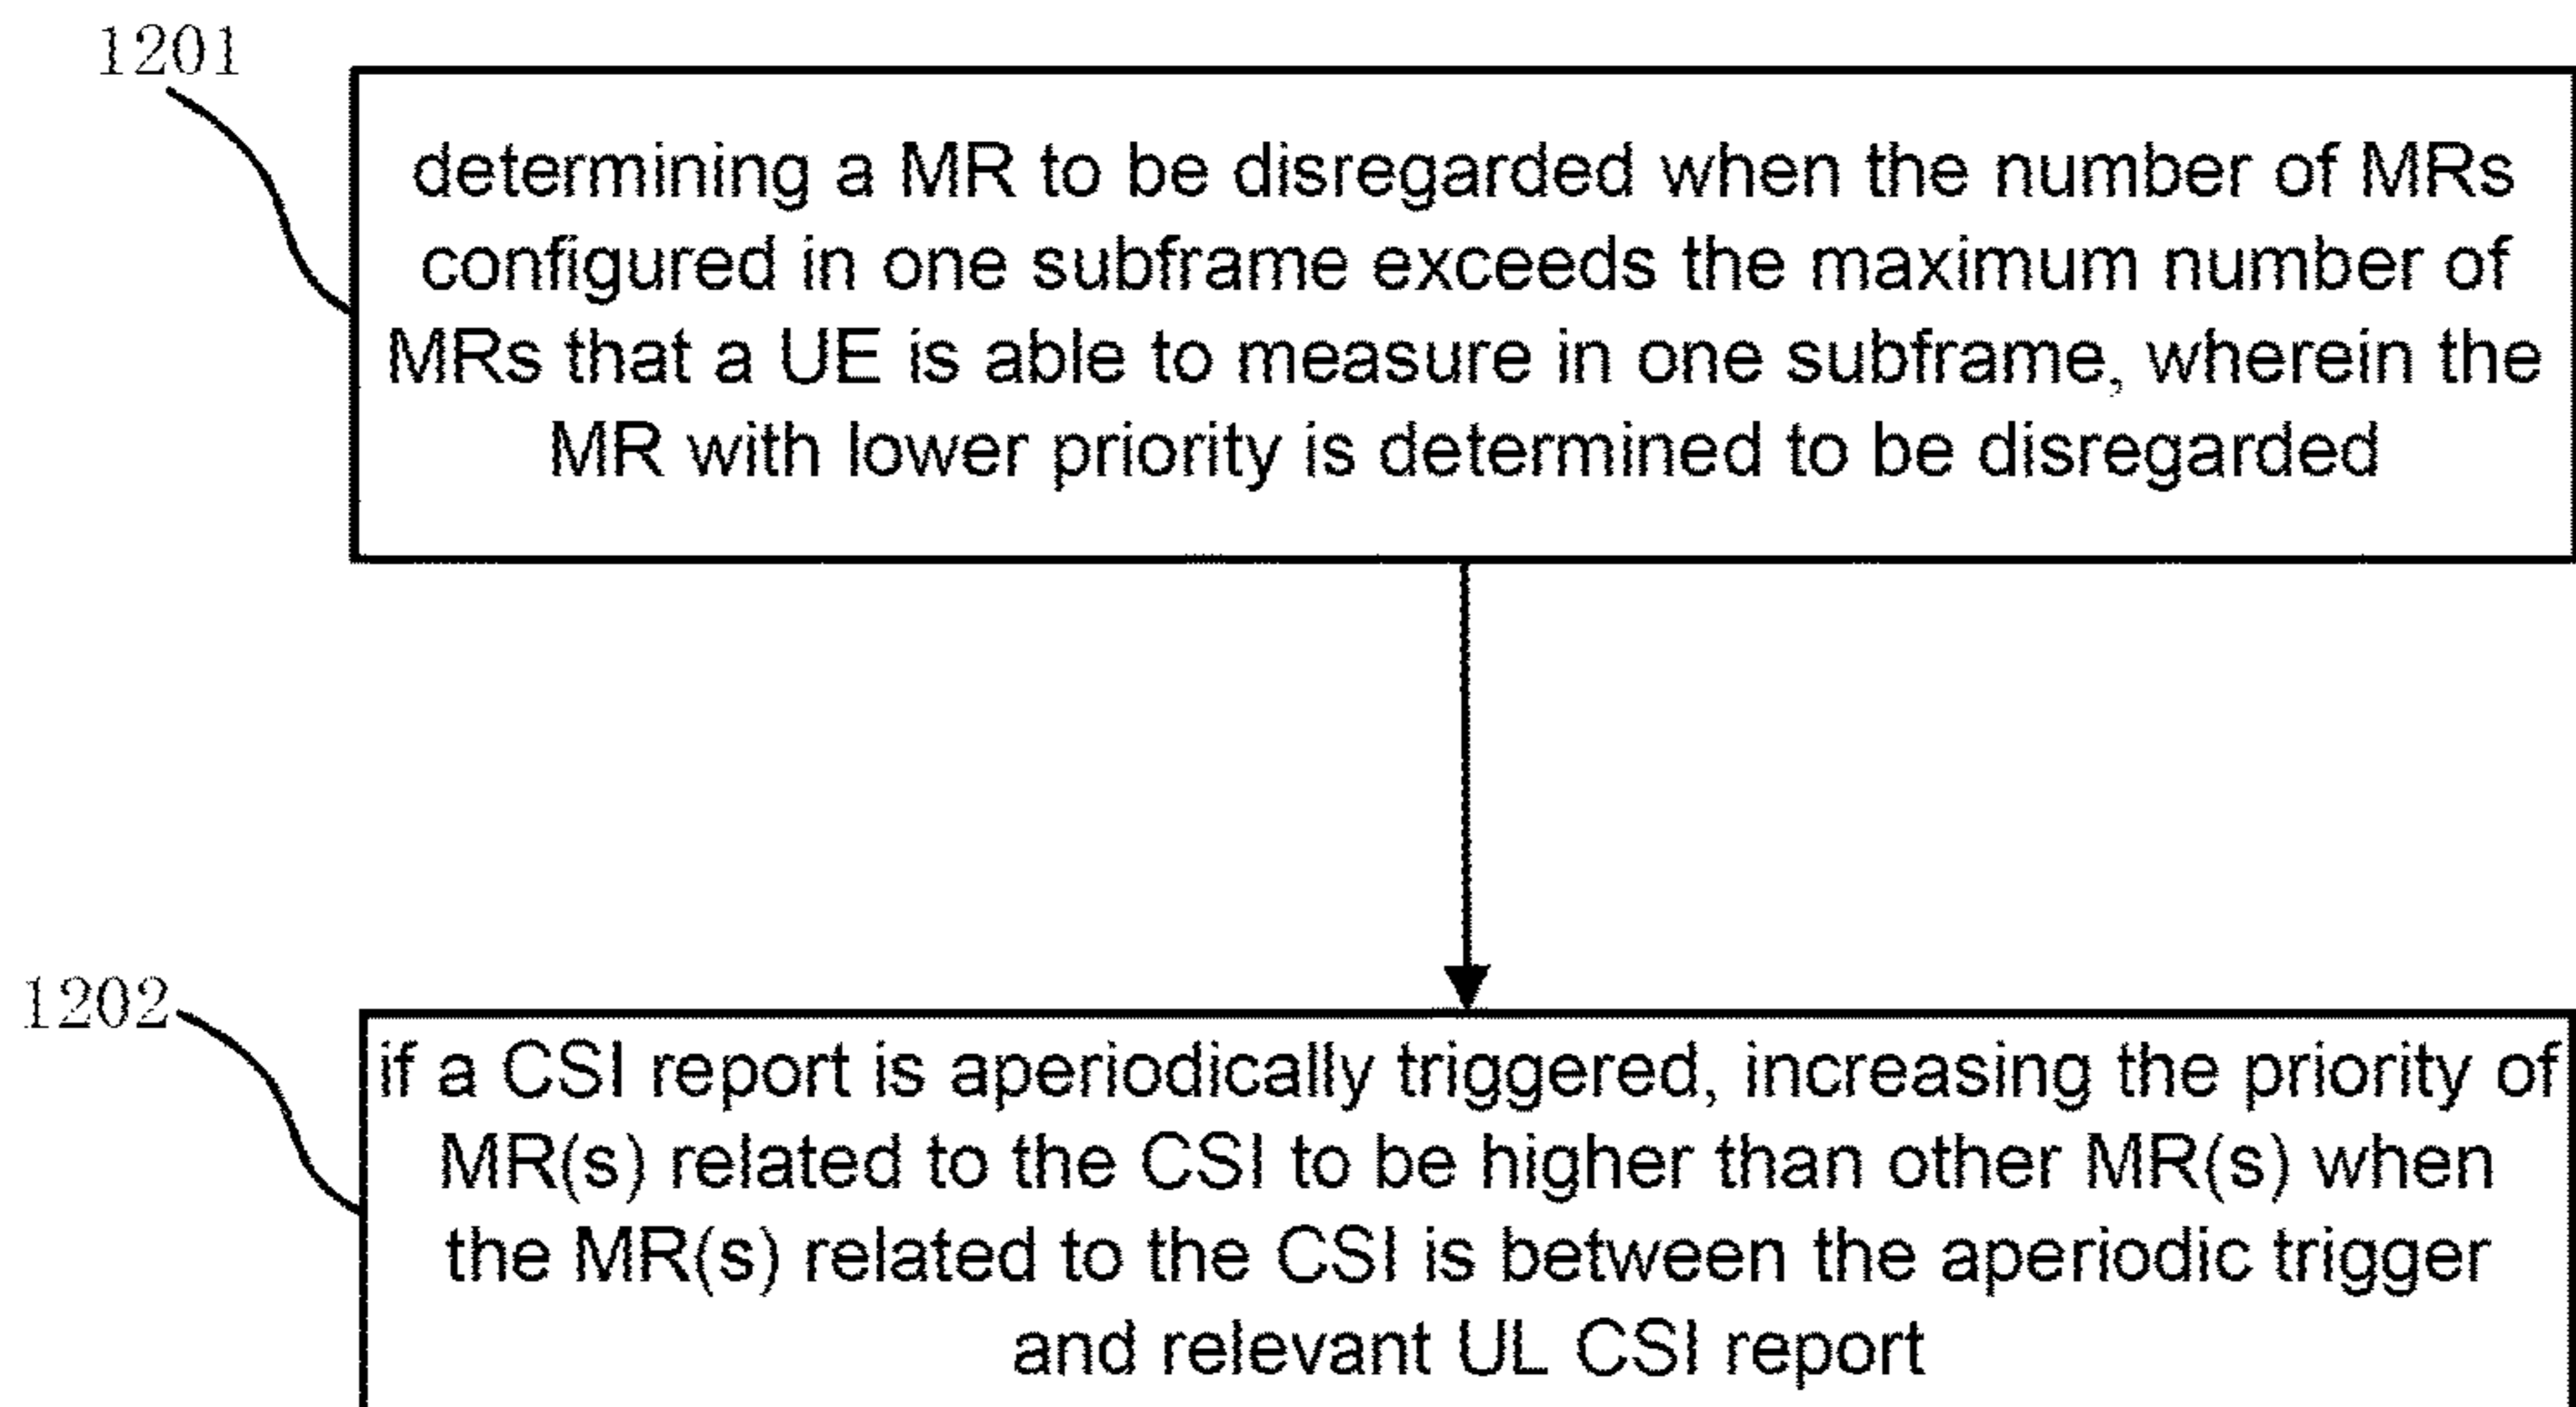 1201
determining a MR to be disregarded when the number of MRs
configured in one subframe exceeds the maximum number of
MRs that a UE is able to measure in one subframe, wherein the
MR with lower priority is determined to be disregarded
1202
if a CSI report is aperiodically triggered, increasing the priority of
MR(s) related to the CSI to be higher than other MR(s) when
the MR(s) related to the CSI is between the aperiodic trigger
and relevant UL CSI report